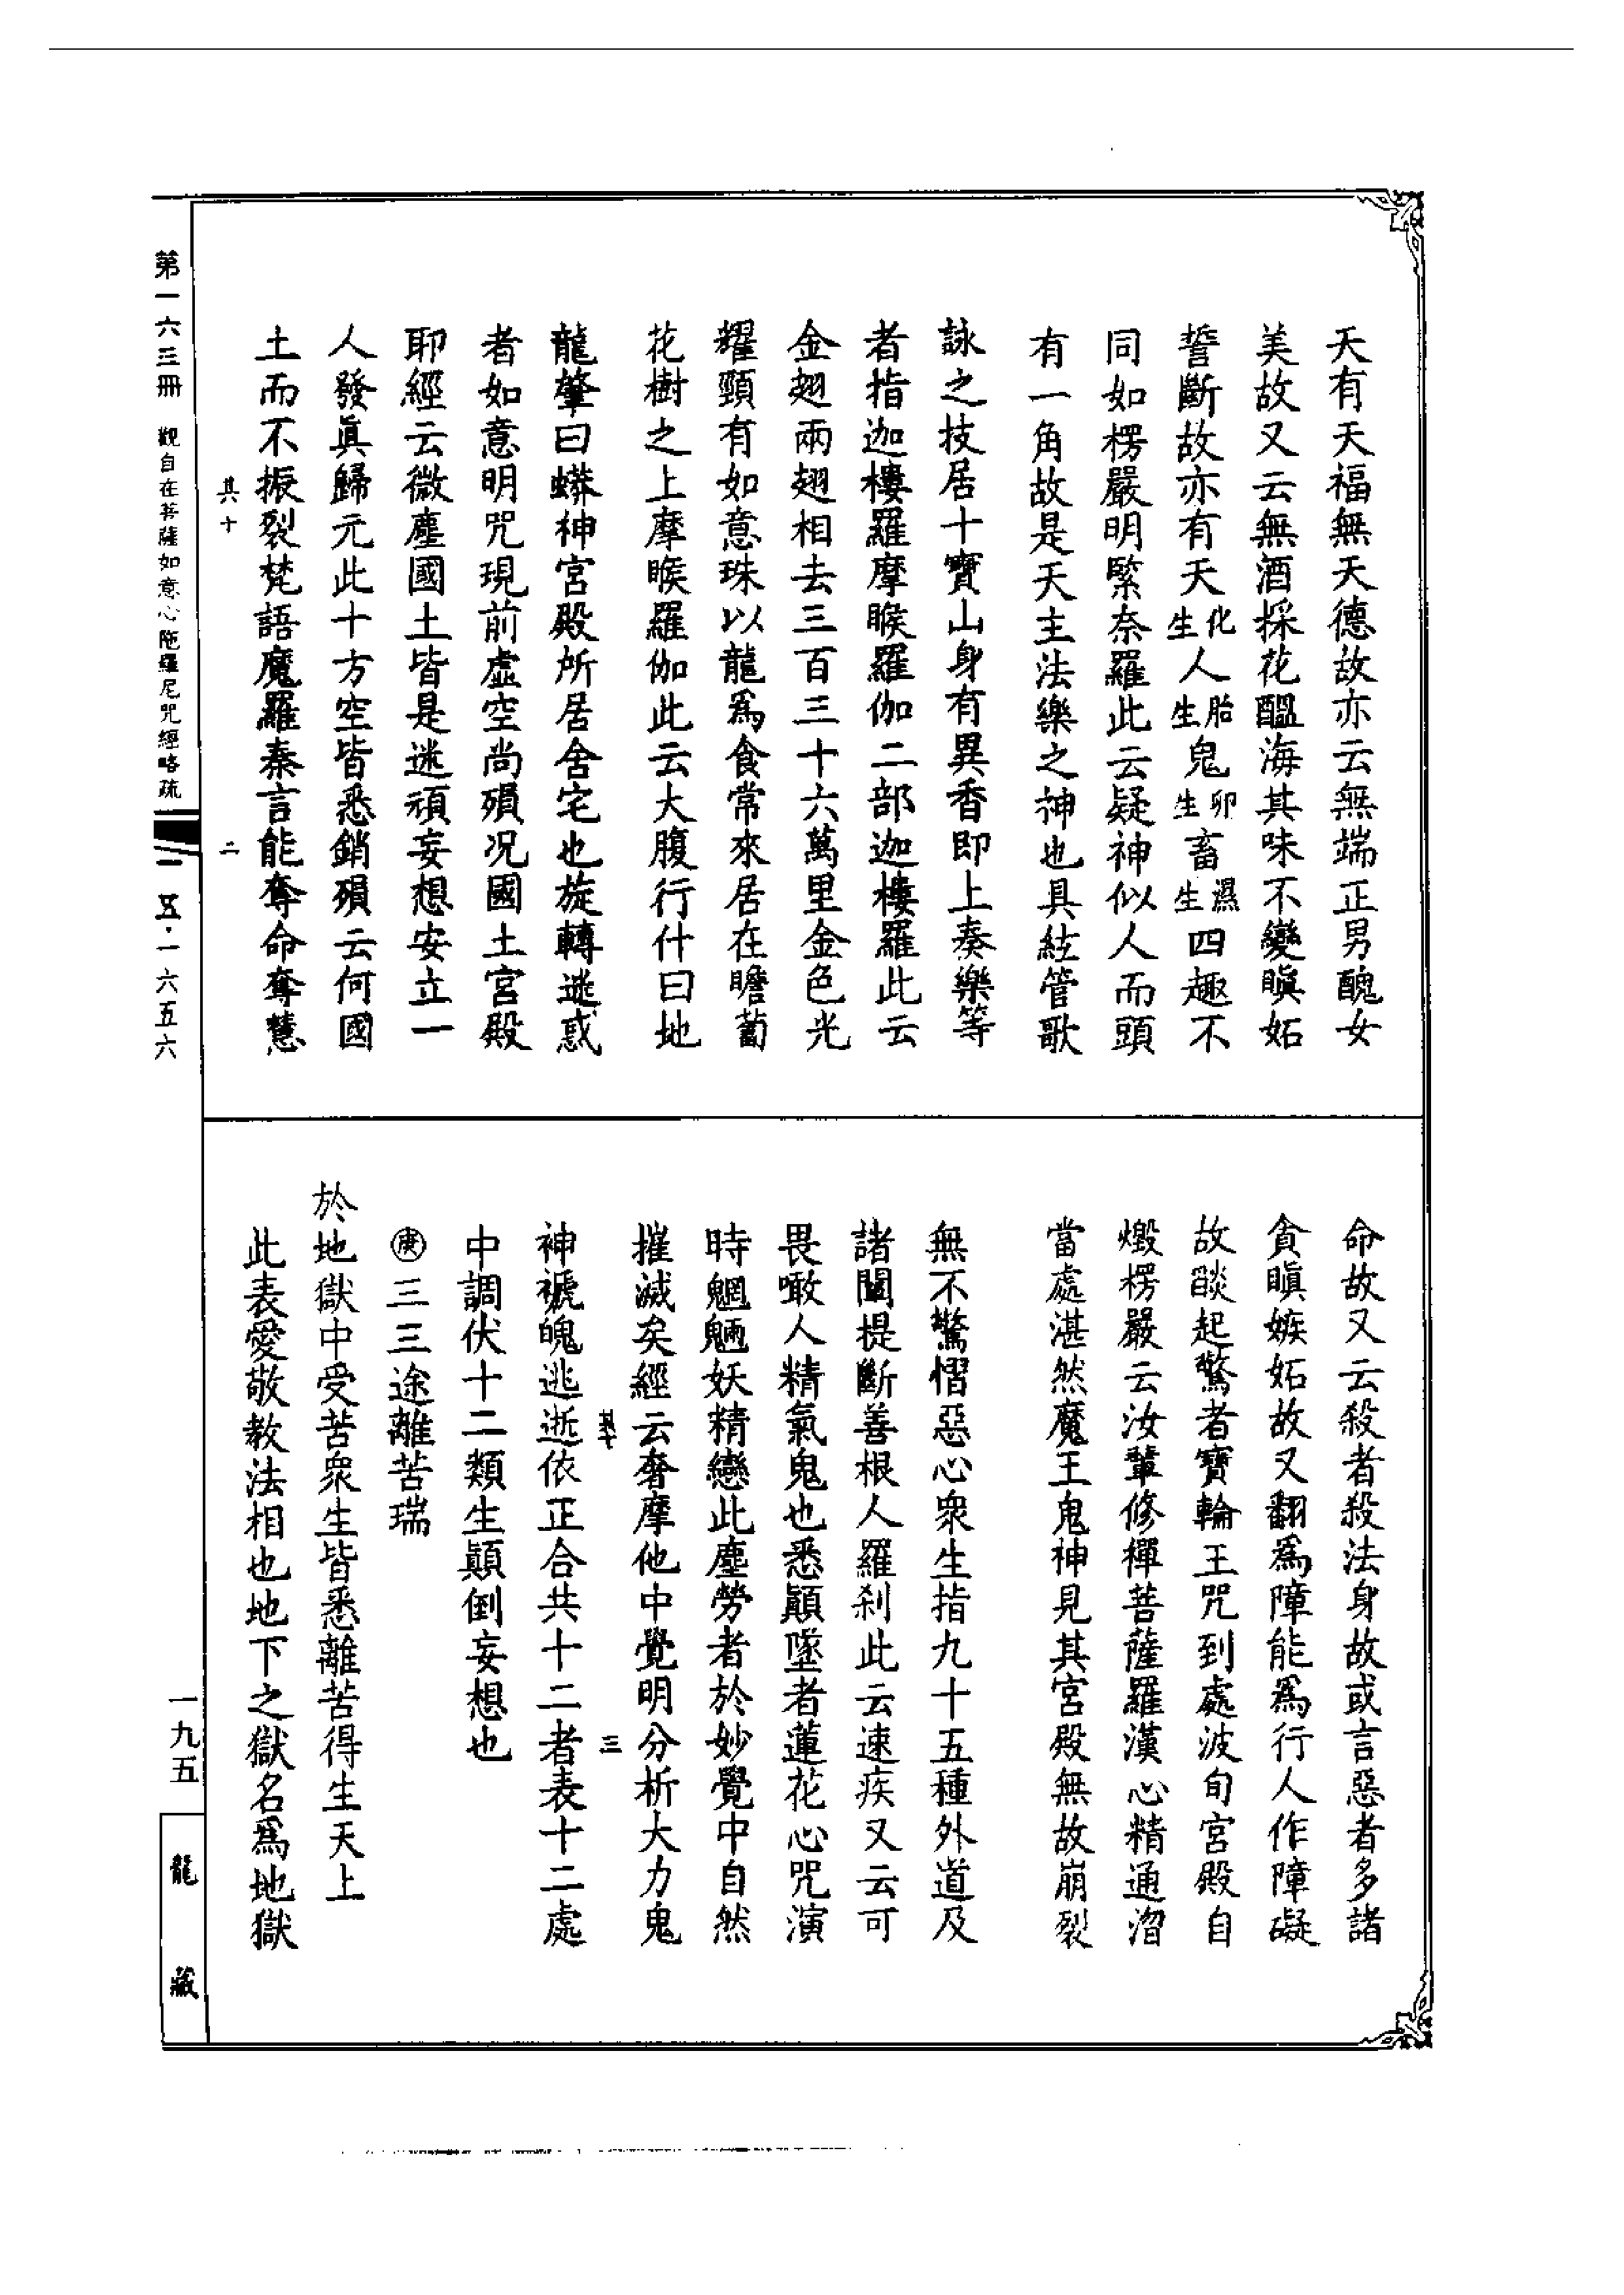 天有天福無天德故亦云無端正男醜女
美故又云無酒採花醞海其味不變瞋妬
誓斷故亦有天化生人胎生鬼卵生畜濕生四趣不
同如楞嚴明緊奈羅此云疑神似人而頭
有一角故是天主法樂之神也具絃管歌
詠之技居十寶山身有異香即上奏樂等
者指迦樓羅摩睺羅伽二部迦樓羅此云
金翅兩翅相去三百三十六萬里金色光
耀頸有如意珠以龍爲食常來居在瞻蔔
花樹之上摩睺羅伽此云大腹行什曰地
龍肇曰蟒神宮殿所居舍宅也旋轉迷惑
者如意明咒現前虛空尚殞況國土宮殿
耶經云微塵國土皆是迷頑妄想安立一
人發眞歸元此十方空皆悉銷殞云何國
土而不振裂梵語魔羅秦言能奪命奪慧
其十 二
命故又云殺者殺法身故或言惡者多諸
貪瞋嫉妬故又翻爲障能爲行人作障礙
故燄起驚者寶輪王咒到處波旬宮殿自
燬楞嚴云汝輩修禪菩薩羅漢心精通㳷
當處湛然魔王鬼神見其宮殿無故崩裂
無不驚慴惡心衆生指九十五種外道及
諸闡提斷善根人羅刹此云速疾又云可
畏噉人精氣鬼也悉顚墜者蓮花心咒演
時魍魎妖精戀此塵勞者於妙覺中自然
摧滅矣經云奢摩他中覺明分析大力鬼
其十 三
神褫魄逃逝依正合共十二者表十二處
中調伏十二類生顚倒妄想也
㊎三三途離苦瑞
於地獄中受苦衆生皆悉離苦得生天上
此表愛敬教法相也地下之獄名爲地獄
第一六三冊 觀自在菩薩如意心陁羅尼咒經略疏
一五·一六五六
一九五
龍藏